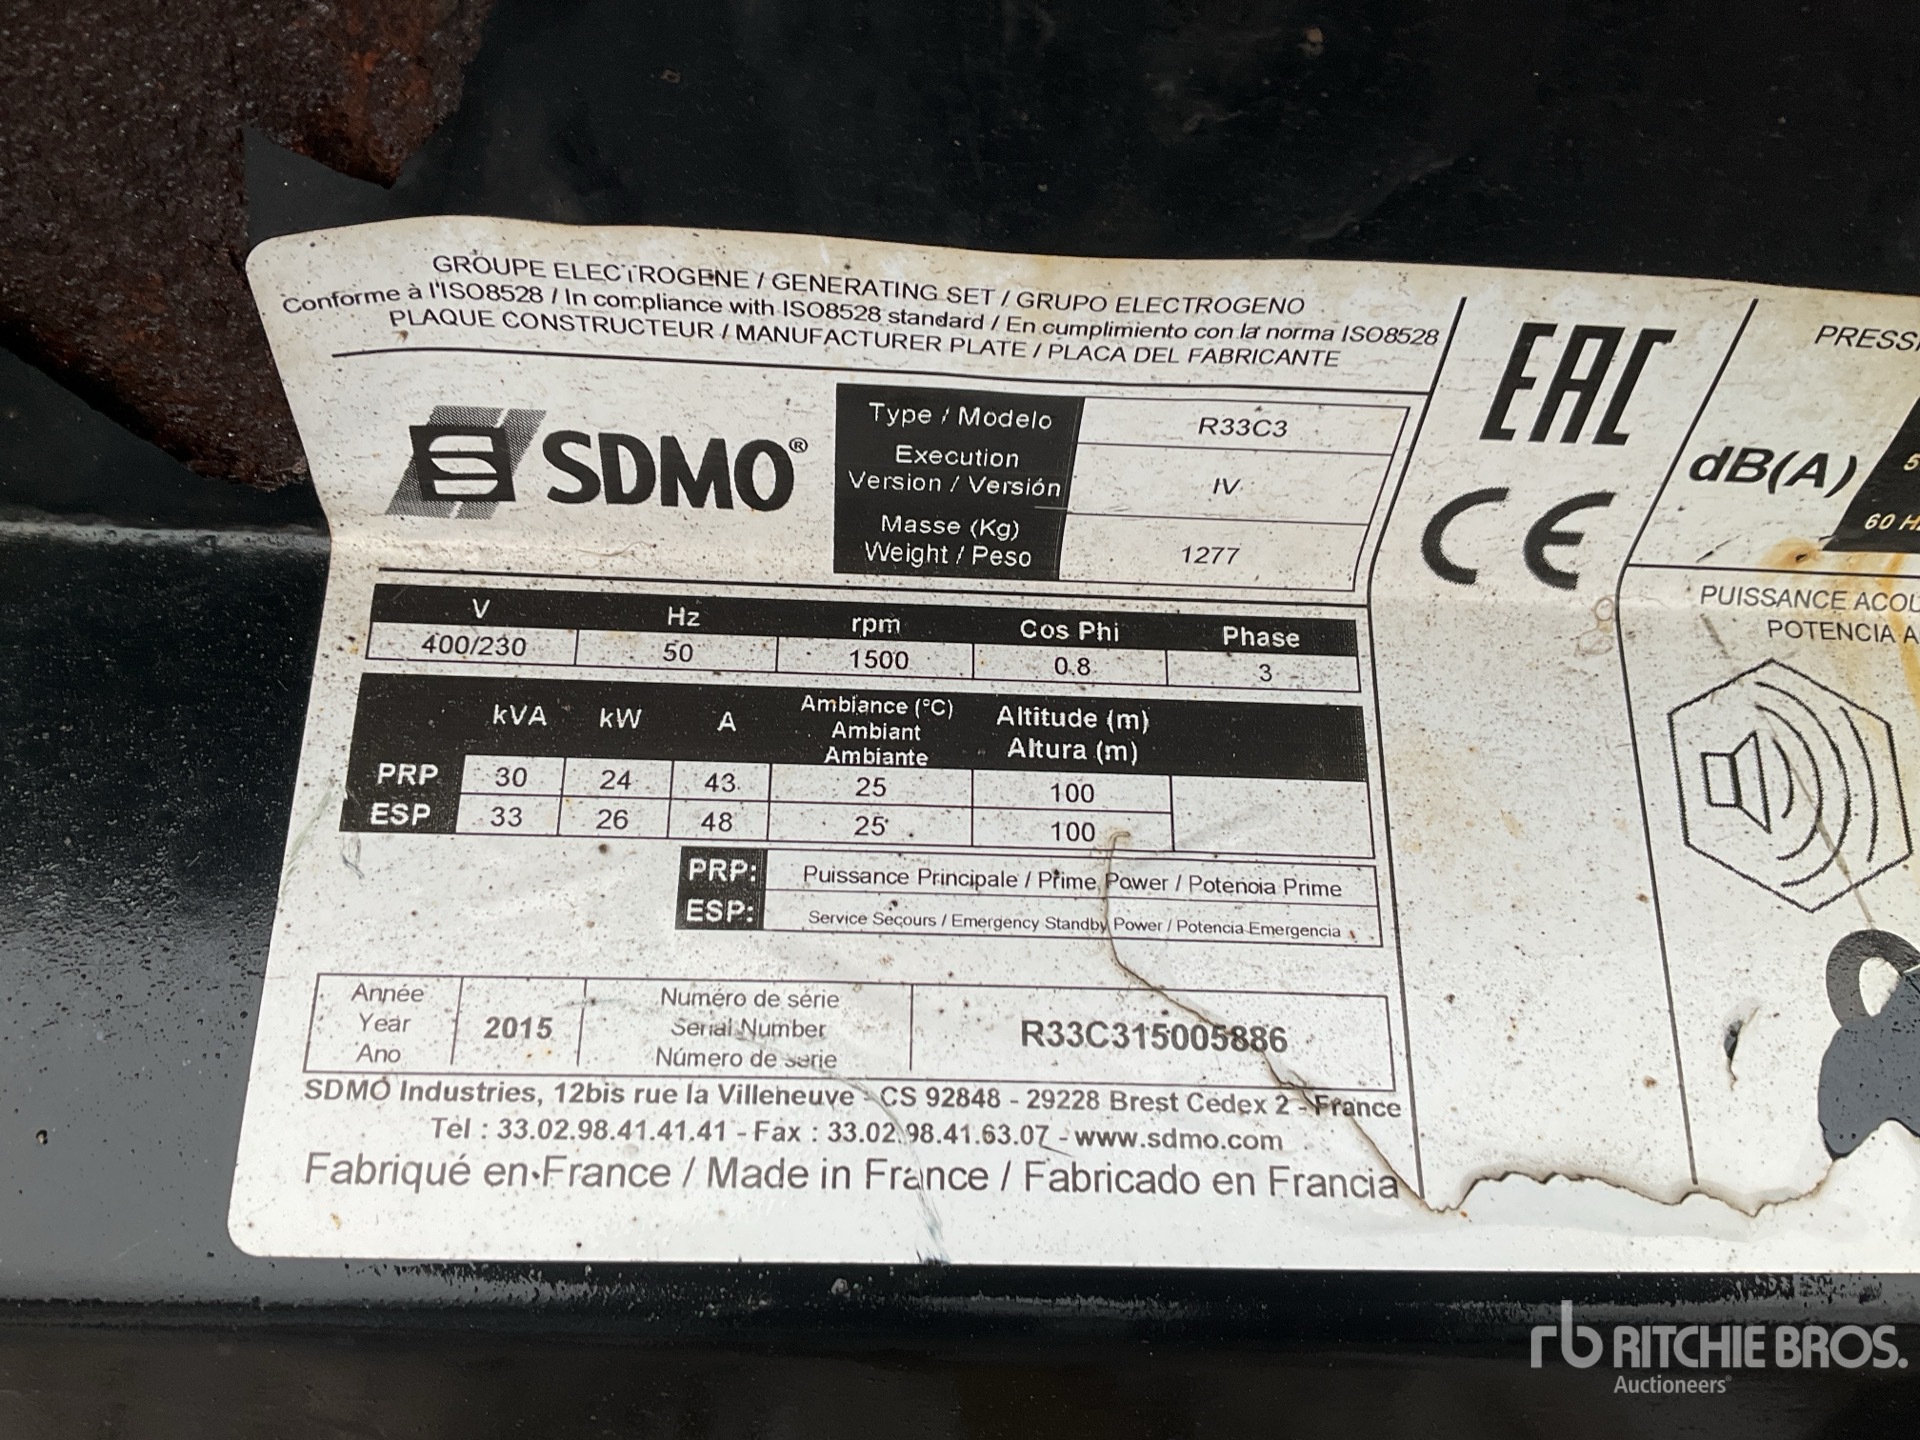 GROUPE ELECTROGENE / GENERATING SET / GRUPO ELECTROGENO
Conforme à l'ISO8528 / In compliance with ISO8528 standard / En cumplimiento con la norma ISO8528
PLAQUE CONSTRUCTEUR / MANUFACTURER PLATE / PLACA DEL FABRICANTE
SDMO®
Type / Modelo R33C3
Execution
Version / Versión IV
Masse (Kg)
Weight / Peso 1277
V Hz rpm Cos Phi Phase
400/230 50 1500 0.8 3
kVA kW A Ambiance (°C) Ambiant Ambiante Altitude (m) Altura (m)
PRP 30 24 43 25 100
ESP 33 26 48 25 100
PRP: Puissance Principale / Prime Power / Potencia Prime
ESP: Service Secours / Emergency Standby Power / Potencia Emergencia
Année
Year
Ano
2015
Numéro de série
Serial Number
Número de serie
R33C315005886
SDMO Industries, 12bis rue la Villeneuve - CS 92848 - 29228 Brest Cedex 2 - France
Tel : 33.02.98.41.41.41 - Fax : 33.02.98.41.63.07 - www.sdmo.com
Fabriqué en France / Made in France / Fabricado en Francia
EAC
CE
dB(A)
60
POTENCIA
PUISSANCE
rb RITCHIE BROS.
Auctioneers